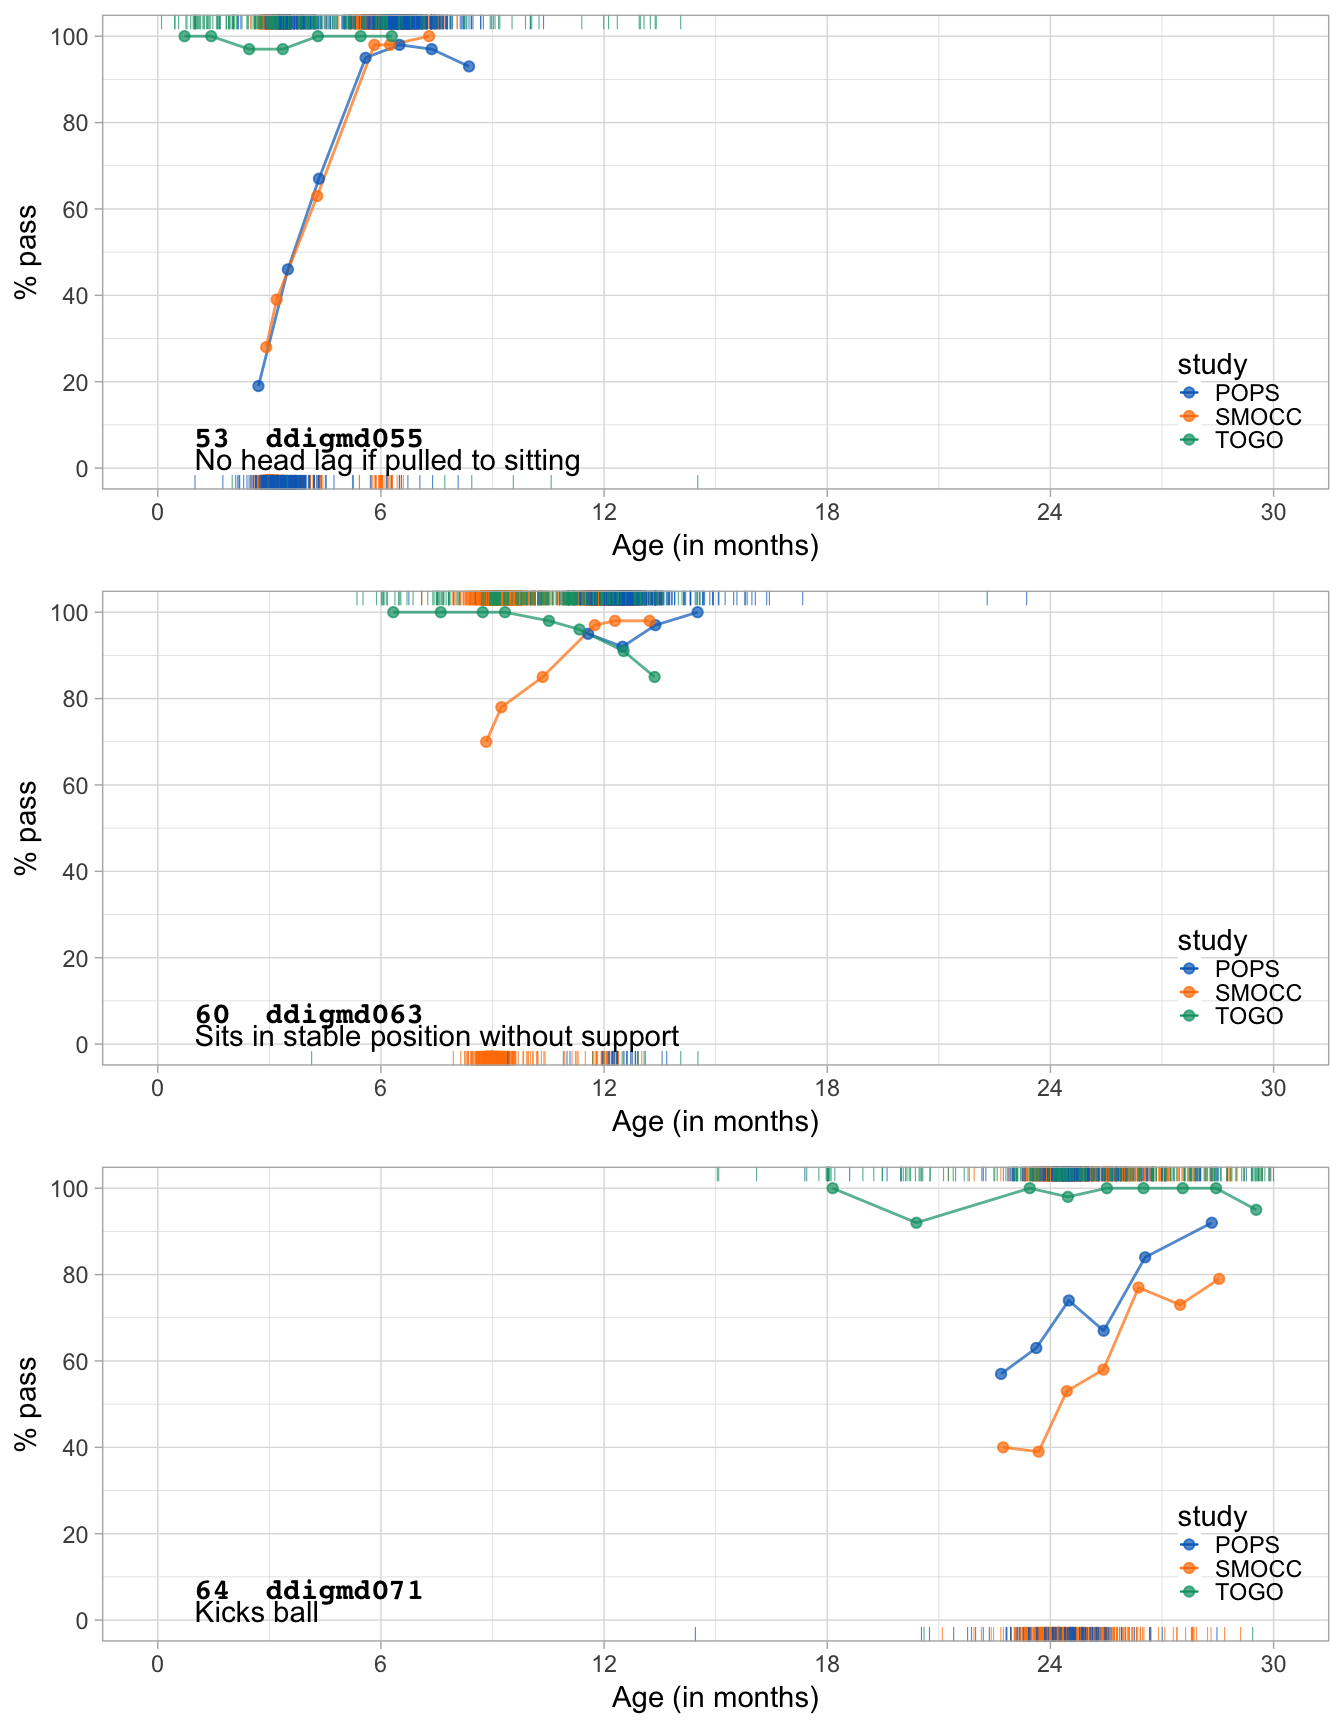 100
80
60
40
20
0
% pass
53 ddigmd055
No head lag if pulled to sitting
study
POPS
SMOCC
TOGO
0 6 12 18 24 30
Age (in months)
100
80
60
40
20
0
% pass
60 ddigmd063
Sits in stable position without support
study
POPS
SMOCC
TOGO
0 6 12 18 24 30
Age (in months)
100
80
60
40
20
0
% pass
64 ddigmd071
Kicks ball
study
POPS
SMOCC
TOGO
0 6 12 18 24 30
Age (in months)